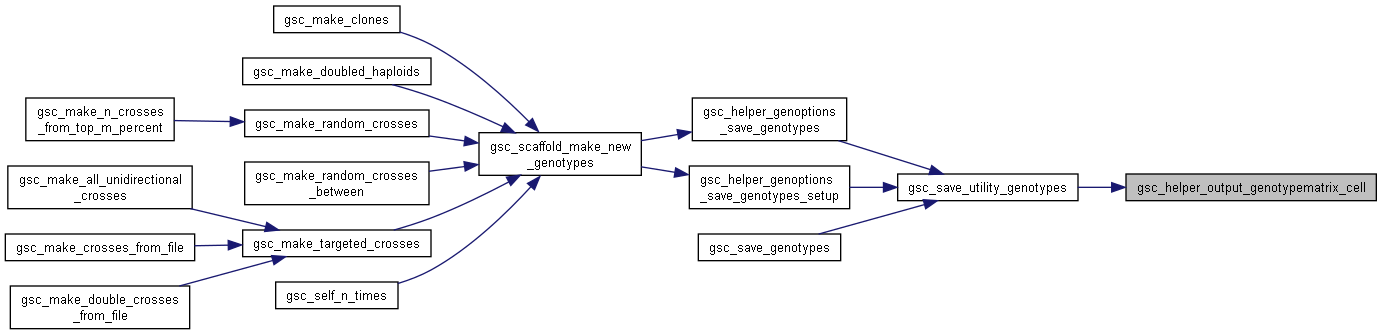 gsc_make_clones
gsc_make_doubled_haploids
gsc_make_n_crosses
_from_top_m_percent
gsc_make_random_crosses
gsc_make_random_crosses
_between
gsc_make_all_unidirectional
_crosses
gsc_make_crosses_from_file
gsc_make_targeted_crosses
gsc_make_double_crosses
_from_file
gsc_self_n_times
gsc_scaffold_make_new
_genotypes
gsc_helper_genoptions
_save_genotypes
gsc_helper_genoptions
_save_genotypes_setup
gsc_save_genotypes
gsc_save_utility_genotypes
gsc_helper_output_genotypematrix_cell